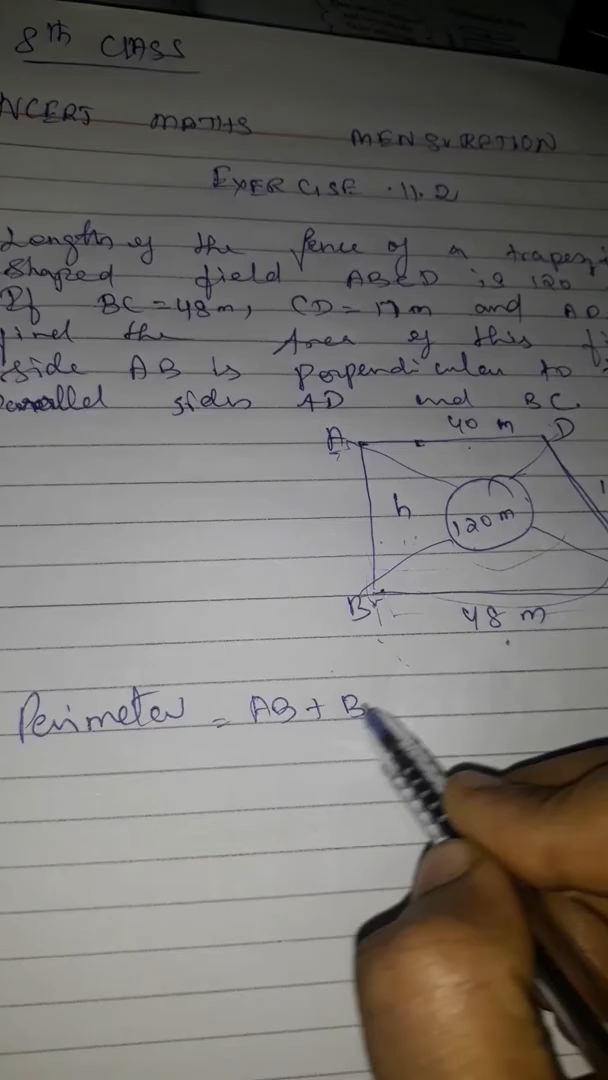 8th CLASS
NCERT MATHS MENSURATION
EXERCISE .11.2
Length of the fence of a trapez
shaped field ABCD is 120
If BC = 48 m, CD = 17 m and AD
find the Area of this fi
side AB is perpendicular to
sides AD and BC.
A 40 m D
h 120 m 1
B 48 m
Perimeter = AB + B